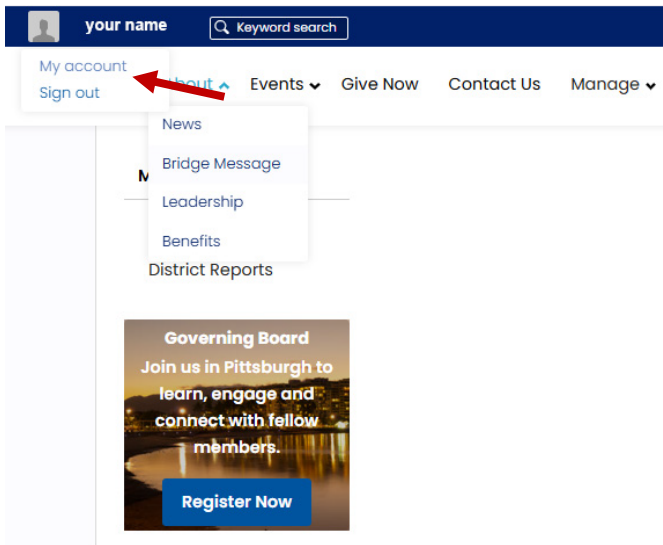 your name
Keyword search
My account
Sign out
About
Events
Give Now
Contact Us
Manage
News
Bridge Message
Leadership
Benefits
District Reports
Governing Board
Join us in Pittsburgh to
learn, engage and
connect with fellow
members.
Register Now